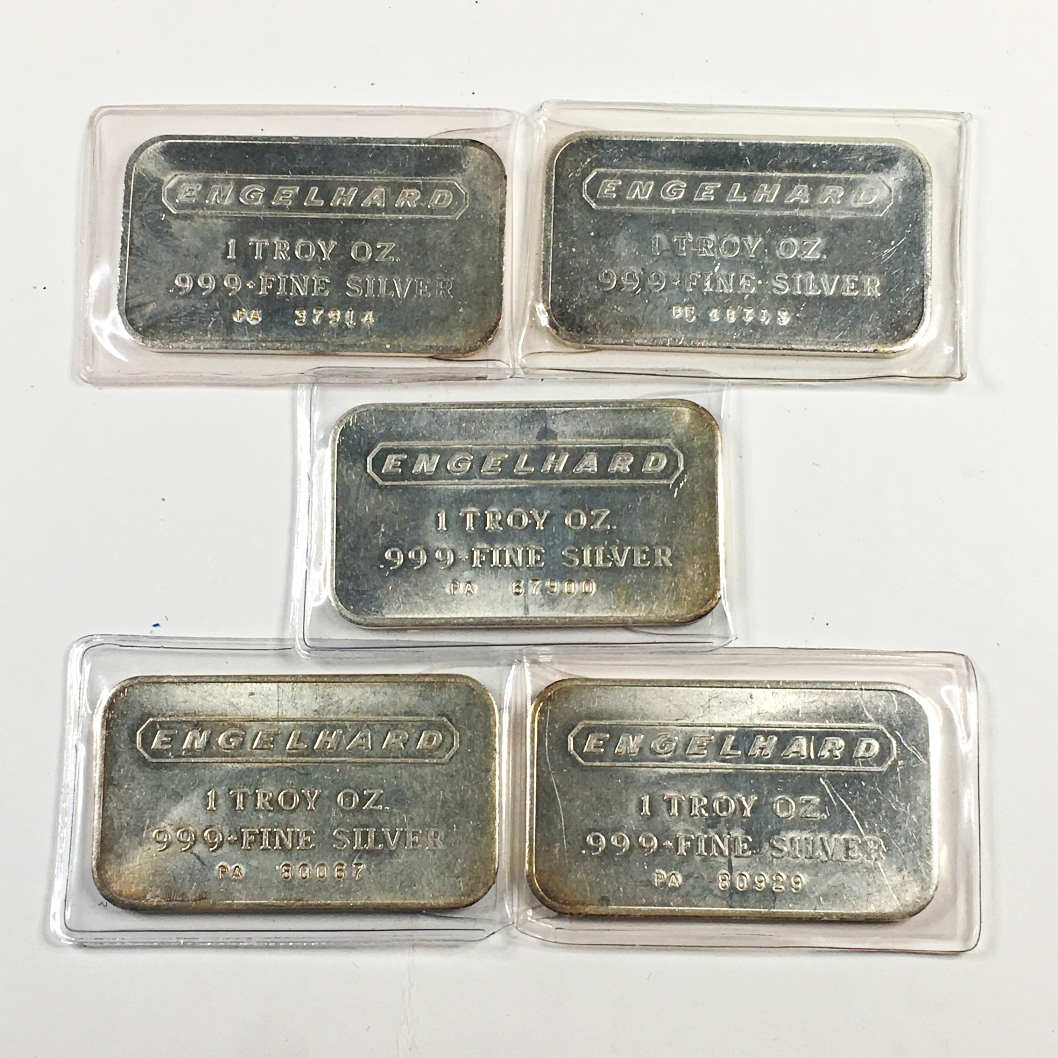 ENGELHARD
1 TROY OZ.
.999+FINE SILVER
PA 37914
ENGELHARD
1 TROY OZ.
999+FINE SILVER
ENGELHARD
1 TROY OZ.
.999+FINE SILVER
PA 67900
ENGELHARD
1 TROY OZ.
999+FINE SILVER
PA
ENGELHARD
1 TROY OZ.
.999+FINE SILVER
PA 80929